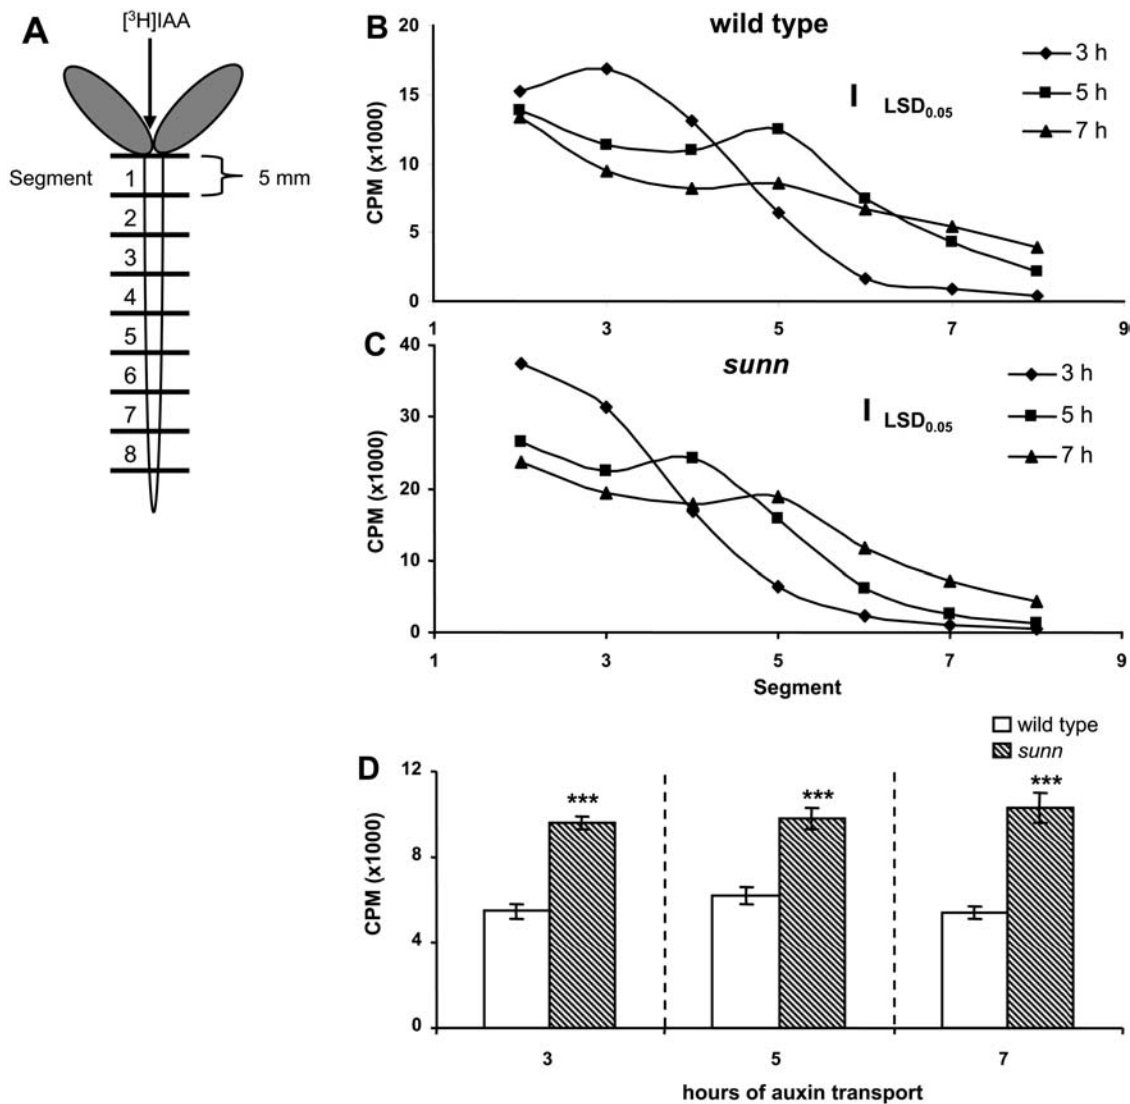 A
[³H]IAA
Segment
1
5 mm
2
3
4
5
6
7
8
B
wild type
CPM (x1000)
20
15
10
5
0
1 3 5 7 9
LSD0.05
3 h
5 h
7 h
C
sunn
CPM (x1000)
40
30
20
10
0
1 3 5 7 9
Segment
LSD0.05
3 h
5 h
7 h
D
wild type
sunn
CPM (x1000)
12
8
4
0
*** *** ***
3 5 7
hours of auxin transport